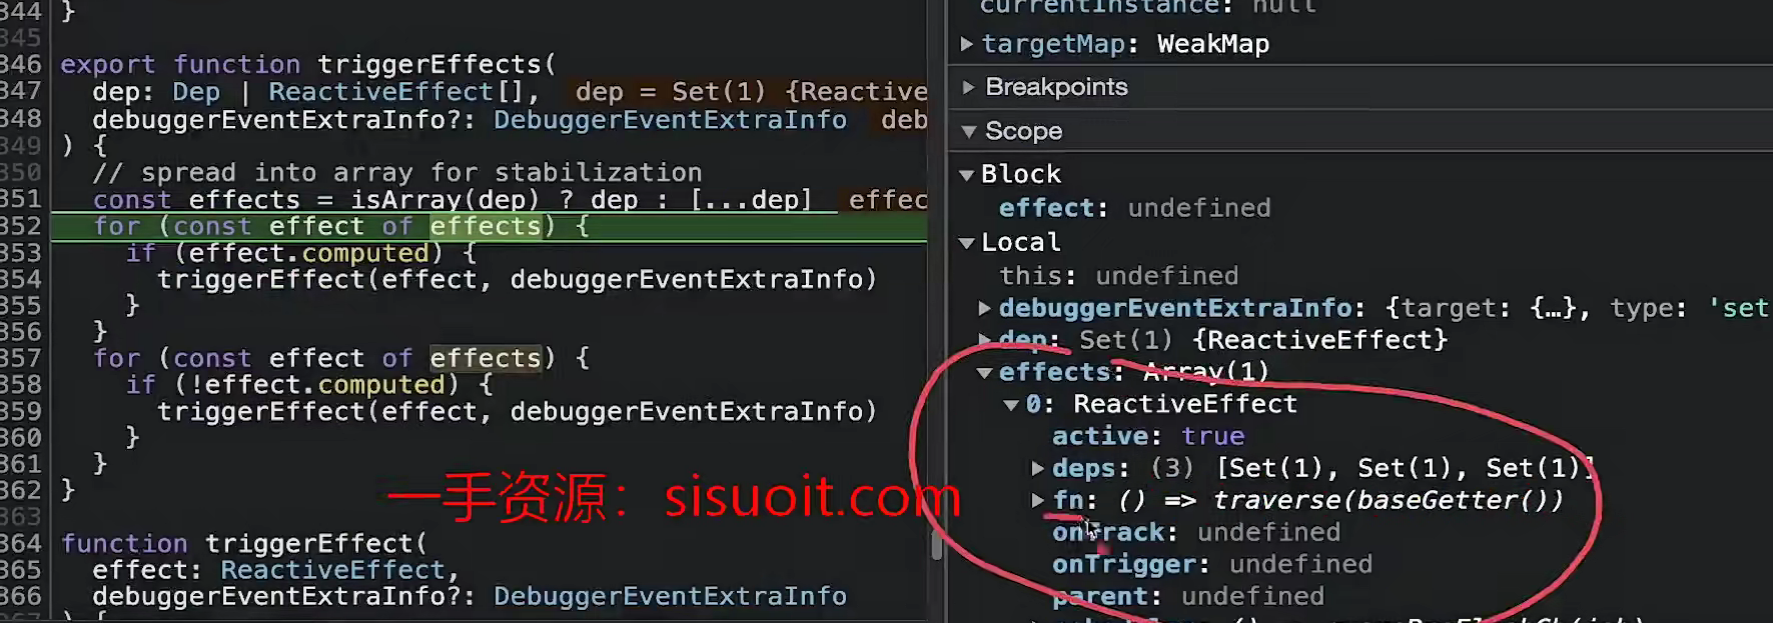 344 }
345
346 export function triggerEffects(
347 dep: Dep | ReactiveEffect[], dep = Set(1) {Reactive
348 debuggerEventExtraInfo?: DebuggerEventExtraInfo deb
349 ) {
350 // spread into array for stabilization
351 const effects = isArray(dep) ? dep : [...dep] effec
352 for (const effect of effects) {
353 if (effect.computed) {
354 triggerEffect(effect, debuggerEventExtraInfo)
355 }
356 }
357 for (const effect of effects) {
358 if (!effect.computed) {
359 triggerEffect(effect, debuggerEventExtraInfo)
360 }
361 }
362 }
363
364 function triggerEffect(
365 effect: ReactiveEffect,
366 debuggerEventExtraInfo?: DebuggerEventExtraInfo
) {
一手资源：sisuoit.com
currentInstance: null
targetMap: WeakMap
Breakpoints
Scope
Block
effect: undefined
Local
this: undefined
debuggerEventExtraInfo: {target: {…}, type: 'set
dep: Set(1) {ReactiveEffect}
effects: Array(1)
0: ReactiveEffect
active: true
deps: (3) [Set(1), Set(1), Set(1)]
fn: () => traverse(baseGetter())
onTrack: undefined
onTrigger: undefined
parent: undefined